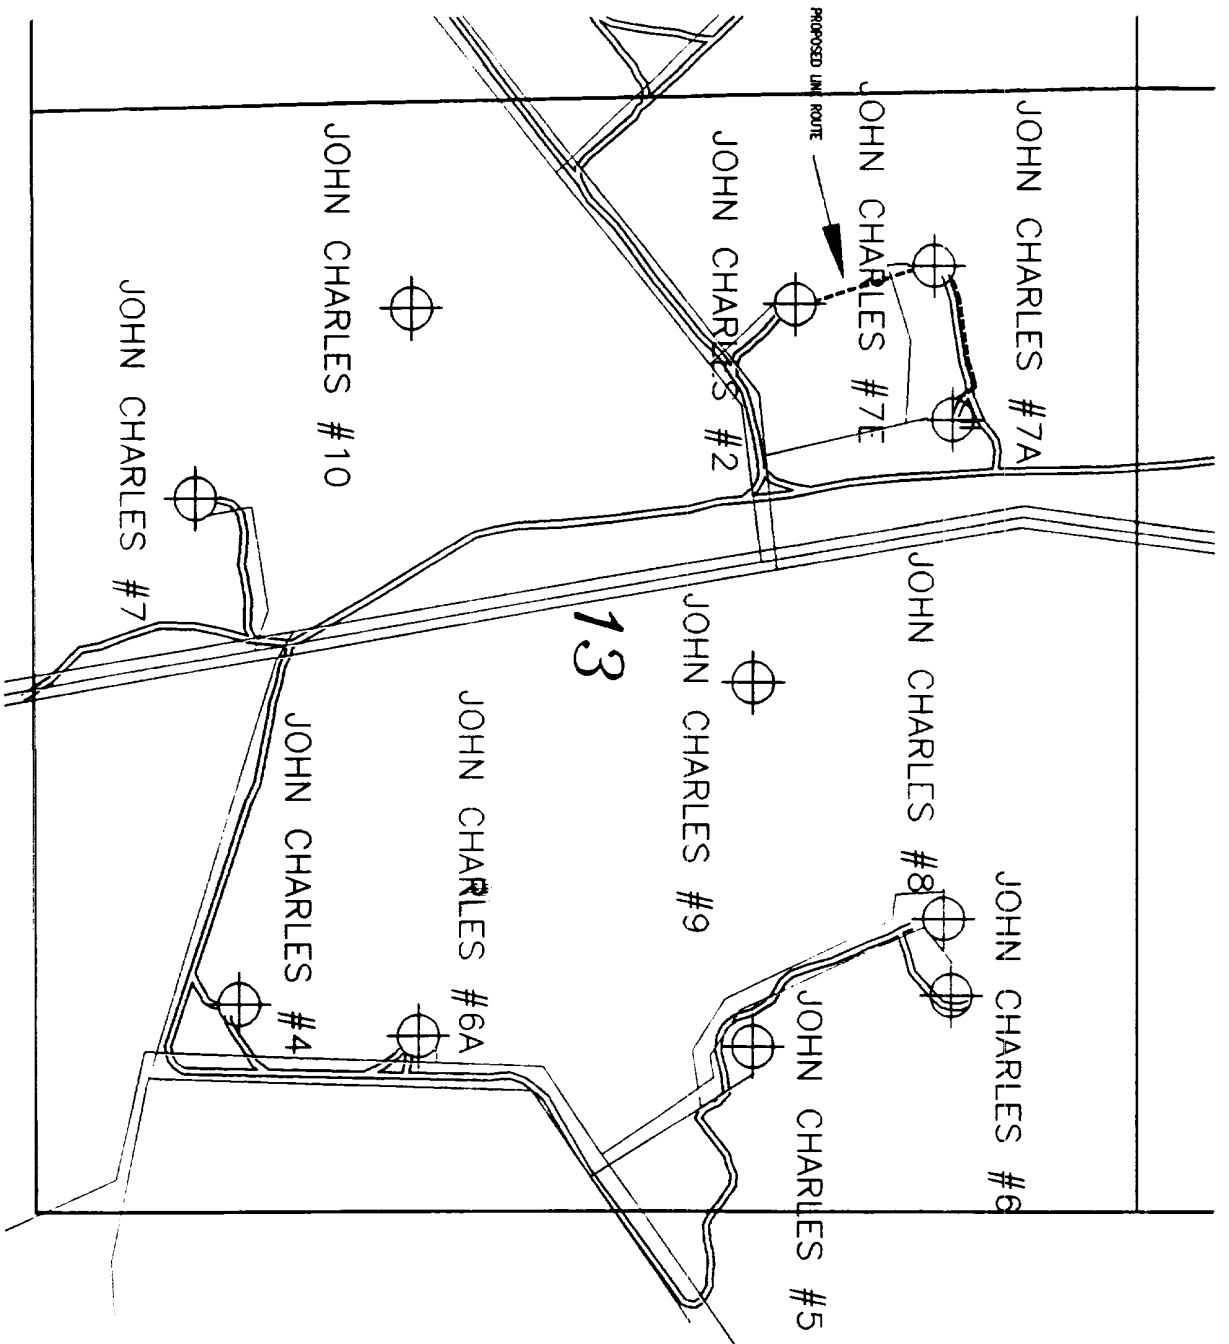 JOHN CHARLES #7A
PROPOSED LINE ROUTE
JOHN CHARLES #7E
JOHN CHARLES #2
JOHN CHARLES #10
JOHN CHARLES #7
JOHN CHARLES #6
JOHN CHARLES #8
JOHN CHARLES #5
JOHN CHARLES #9
13
JOHN CHARLES #6A
JOHN CHARLES #4